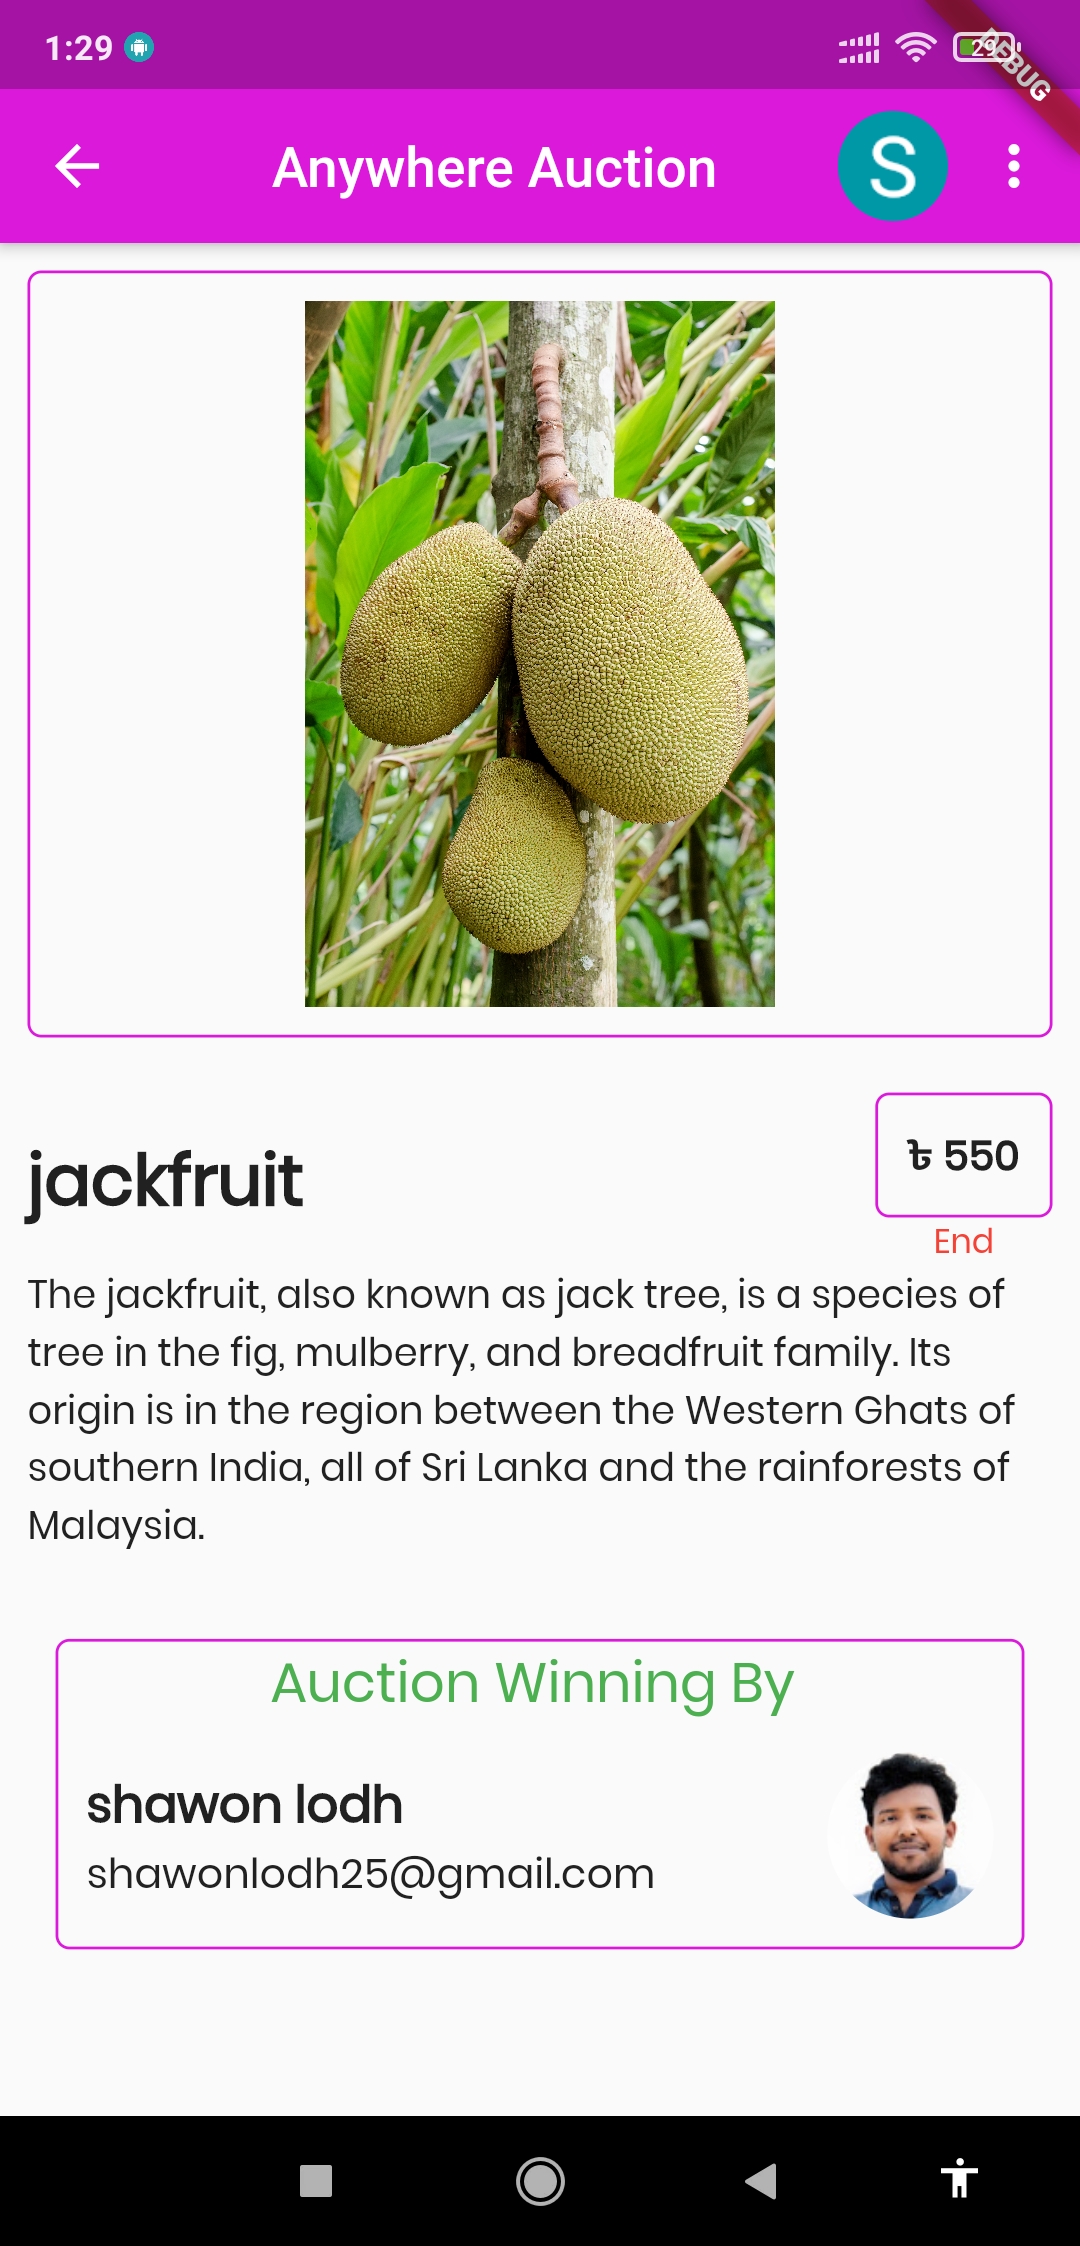 1:29
29
DEBUG
Anywhere Auction
S
jackfruit
৳ 550
End
The jackfruit, also known as jack tree, is a species of
tree in the fig, mulberry, and breadfruit family. Its
origin is in the region between the Western Ghats of
southern India, all of Sri Lanka and the rainforests of
Malaysia.
Auction Winning By
shawon lodh
shawonlodh25@gmail.com